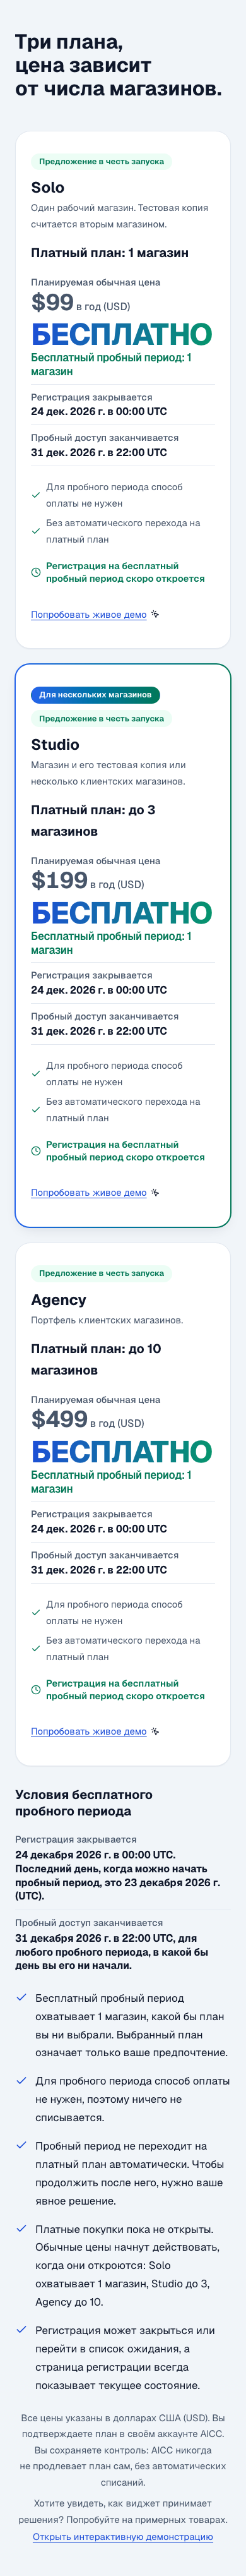 Три плана,
цена зависит
от числа магазинов.
Предложение в честь запуска
Solo
Один рабочий магазин. Тестовая копия
считается вторым магазином.
Платный план: 1 магазин
Планируемая обычная цена
$99 в год (USD)
БЕСПЛАТНО
Бесплатный пробный период: 1
магазин
Регистрация закрывается
24 дек. 2026 г. в 00:00 UTC
Пробный доступ заканчивается
31 дек. 2026 г. в 22:00 UTC
Для пробного периода способ
оплаты не нужен
Без автоматического перехода на
платный план
Регистрация на бесплатный
пробный период скоро откроется
Попробовать живое демо
Для нескольких магазинов
Предложение в честь запуска
Studio
Магазин и его тестовая копия или
несколько клиентских магазинов.
Платный план: до 3
магазинов
Планируемая обычная цена
$199 в год (USD)
БЕСПЛАТНО
Бесплатный пробный период: 1
магазин
Регистрация закрывается
24 дек. 2026 г. в 00:00 UTC
Пробный доступ заканчивается
31 дек. 2026 г. в 22:00 UTC
Для пробного периода способ
оплаты не нужен
Без автоматического перехода на
платный план
Регистрация на бесплатный
пробный период скоро откроется
Попробовать живое демо
Предложение в честь запуска
Agency
Портфель клиентских магазинов.
Платный план: до 10
магазинов
Планируемая обычная цена
$499 в год (USD)
БЕСПЛАТНО
Бесплатный пробный период: 1
магазин
Регистрация закрывается
24 дек. 2026 г. в 00:00 UTC
Пробный доступ заканчивается
31 дек. 2026 г. в 22:00 UTC
Для пробного периода способ
оплаты не нужен
Без автоматического перехода на
платный план
Регистрация на бесплатный
пробный период скоро откроется
Попробовать живое демо
Условия бесплатного
пробного периода
Регистрация закрывается
24 декабря 2026 г. в 00:00 UTC.
Последний день, когда можно начать
пробный период, это 23 декабря 2026 г.
(UTC).
Пробный доступ заканчивается
31 декабря 2026 г. в 22:00 UTC, для
любого пробного периода, в какой бы
день вы его ни начали.
Бесплатный пробный период
охватывает 1 магазин, какой бы план
вы ни выбрали. Выбранный план
означает только ваше предпочтение.
Для пробного периода способ оплаты
не нужен, поэтому ничего не
списывается.
Пробный период не переходит на
платный план автоматически. Чтобы
продолжить после него, нужно ваше
явное решение.
Платные покупки пока не открыты.
Обычные цены начнут действовать,
когда они откроются: Solo
охватывает 1 магазин, Studio до 3,
Agency до 10.
Регистрация может закрыться или
перейти в список ожидания, а
страница регистрации всегда
показывает текущее состояние.
Все цены указаны в долларах США (USD). Вы
подтверждаете план в своём аккаунте AICC.
Вы сохраняете контроль: AICC никогда
не продлевает план сам, без автоматических
списаний.
Хотите увидеть, как виджет принимает
решения? Попробуйте на примерных товарах.
Открыть интерактивную демонстрацию